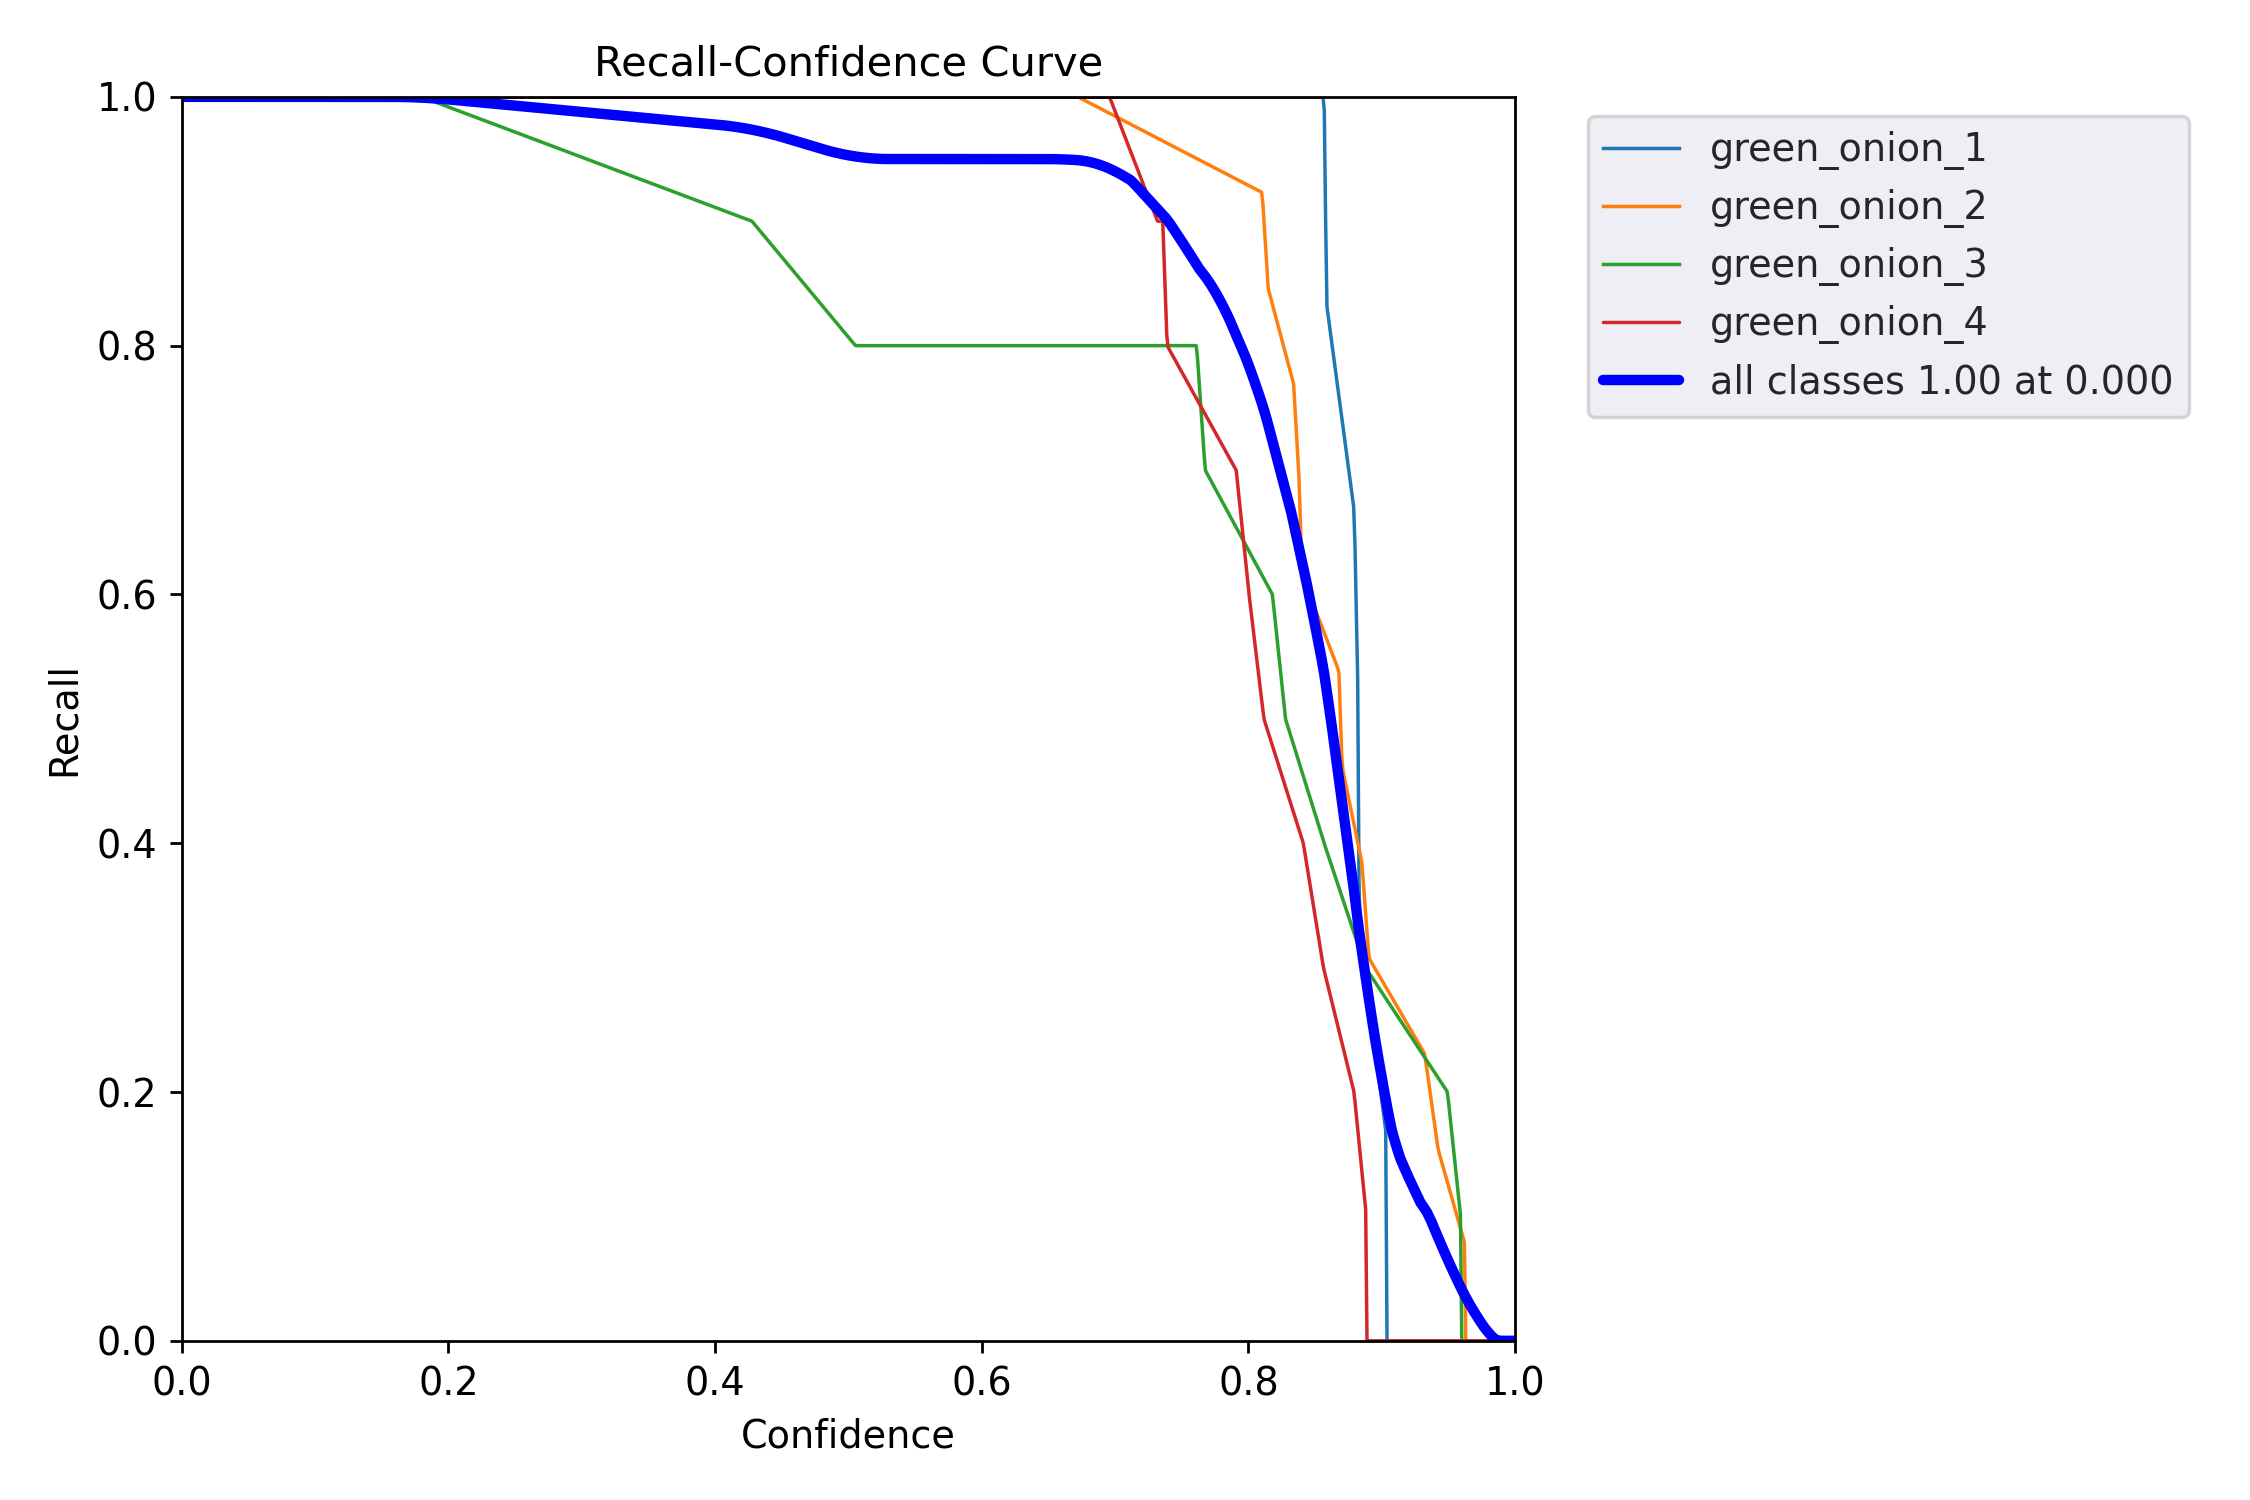 Recall-Confidence Curve
1.0
0.8
0.6
0.4
0.2
0.0
Recall
0.0 0.2 0.4 0.6 0.8 1.0
Confidence
green_onion_1
green_onion_2
green_onion_3
green_onion_4
all classes 1.00 at 0.000